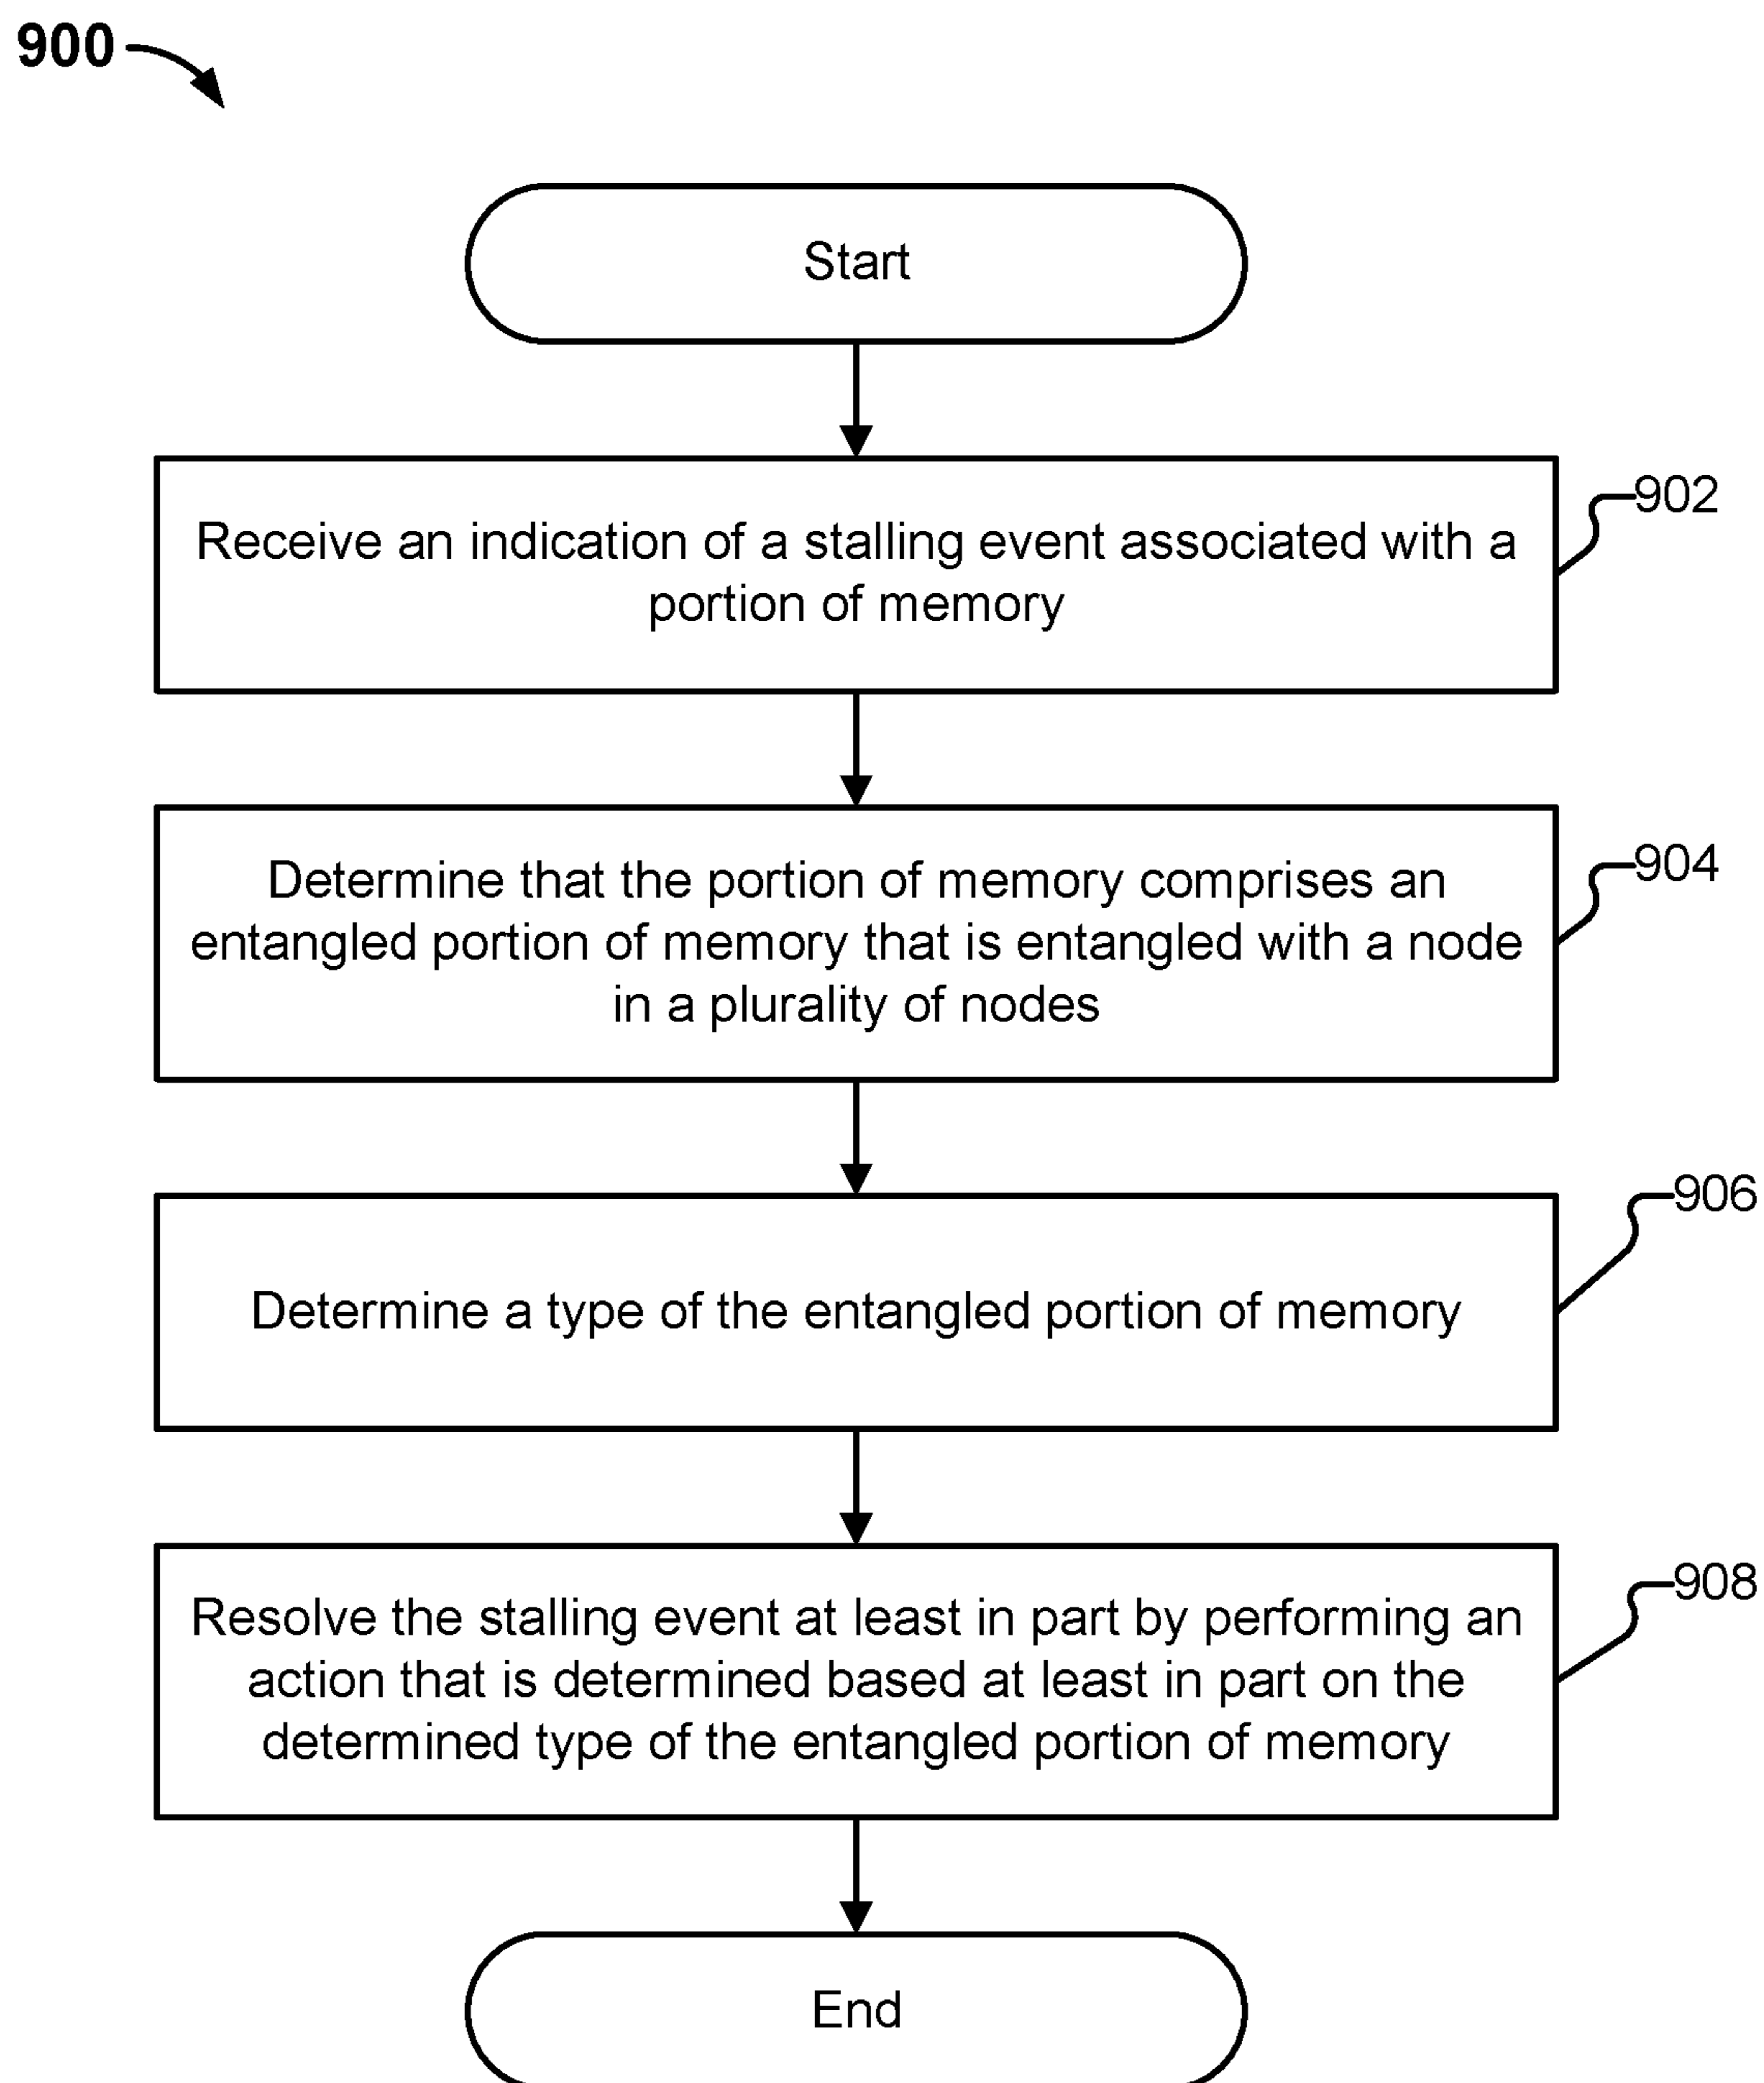 900
Start
Receive an indication of a stalling event associated with a
portion of memory
902
Determine that the portion of memory comprises an
entangled portion of memory that is entangled with a node
in a plurality of nodes
904
Determine a type of the entangled portion of memory
906
Resolve the stalling event at least in part by performing an
action that is determined based at least in part on the
determined type of the entangled portion of memory
908
End